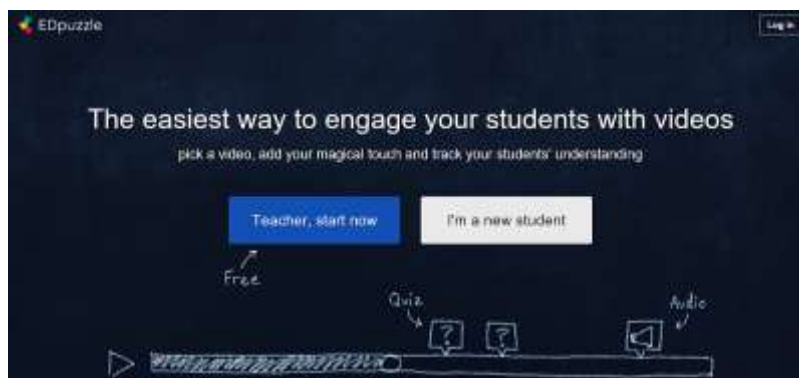 EDpuzzle
Log in
The easiest way to engage your students with videos
pick a video, add your magical touch and track your students' understanding
Teacher, start now
I'm a new student
Free
Quiz
Audio
? ?